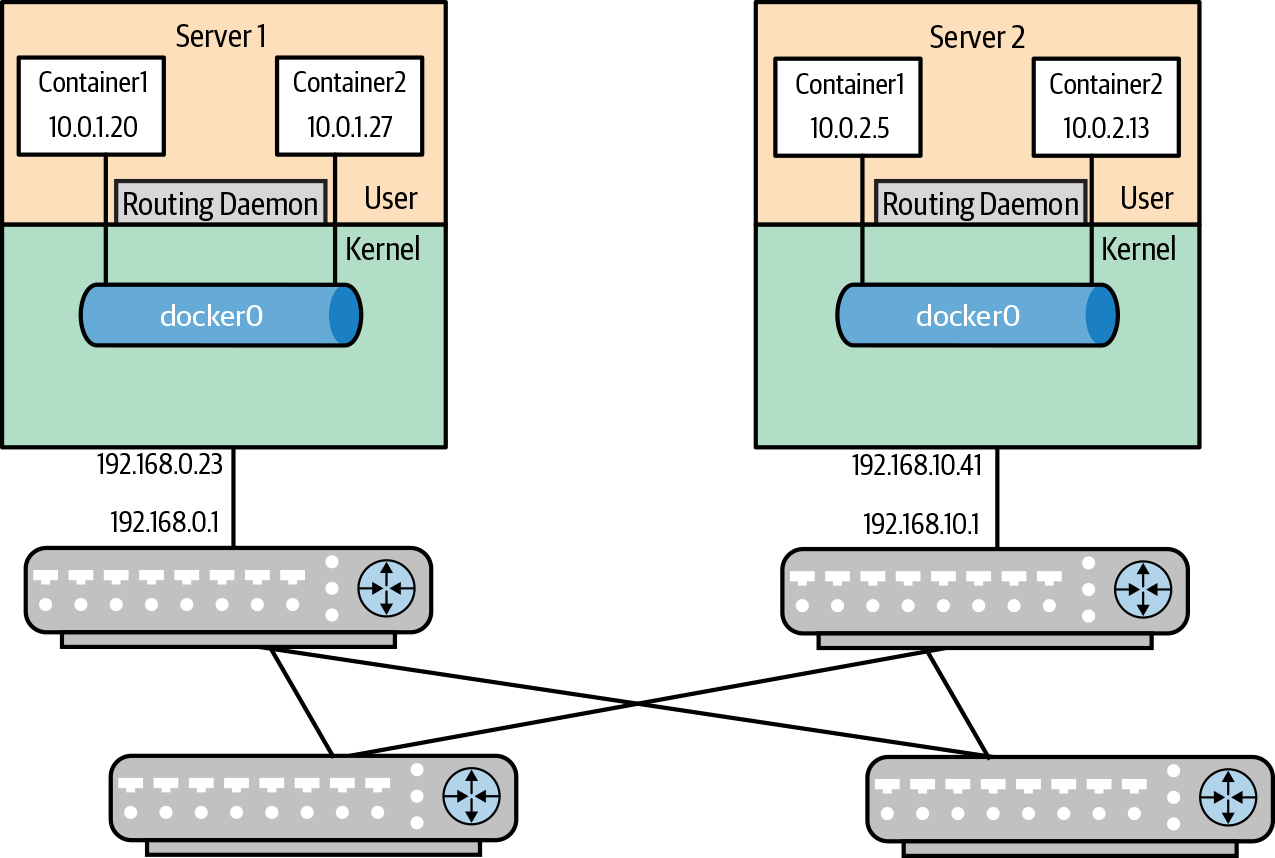 Server 1
Container1
10.0.1.20
Container2
10.0.1.27
Routing Daemon
User
Kernel
docker0
192.168.0.23
192.168.0.1
Server 2
Container1
10.0.2.5
Container2
10.0.2.13
Routing Daemon
User
Kernel
docker0
192.168.10.41
192.168.10.1